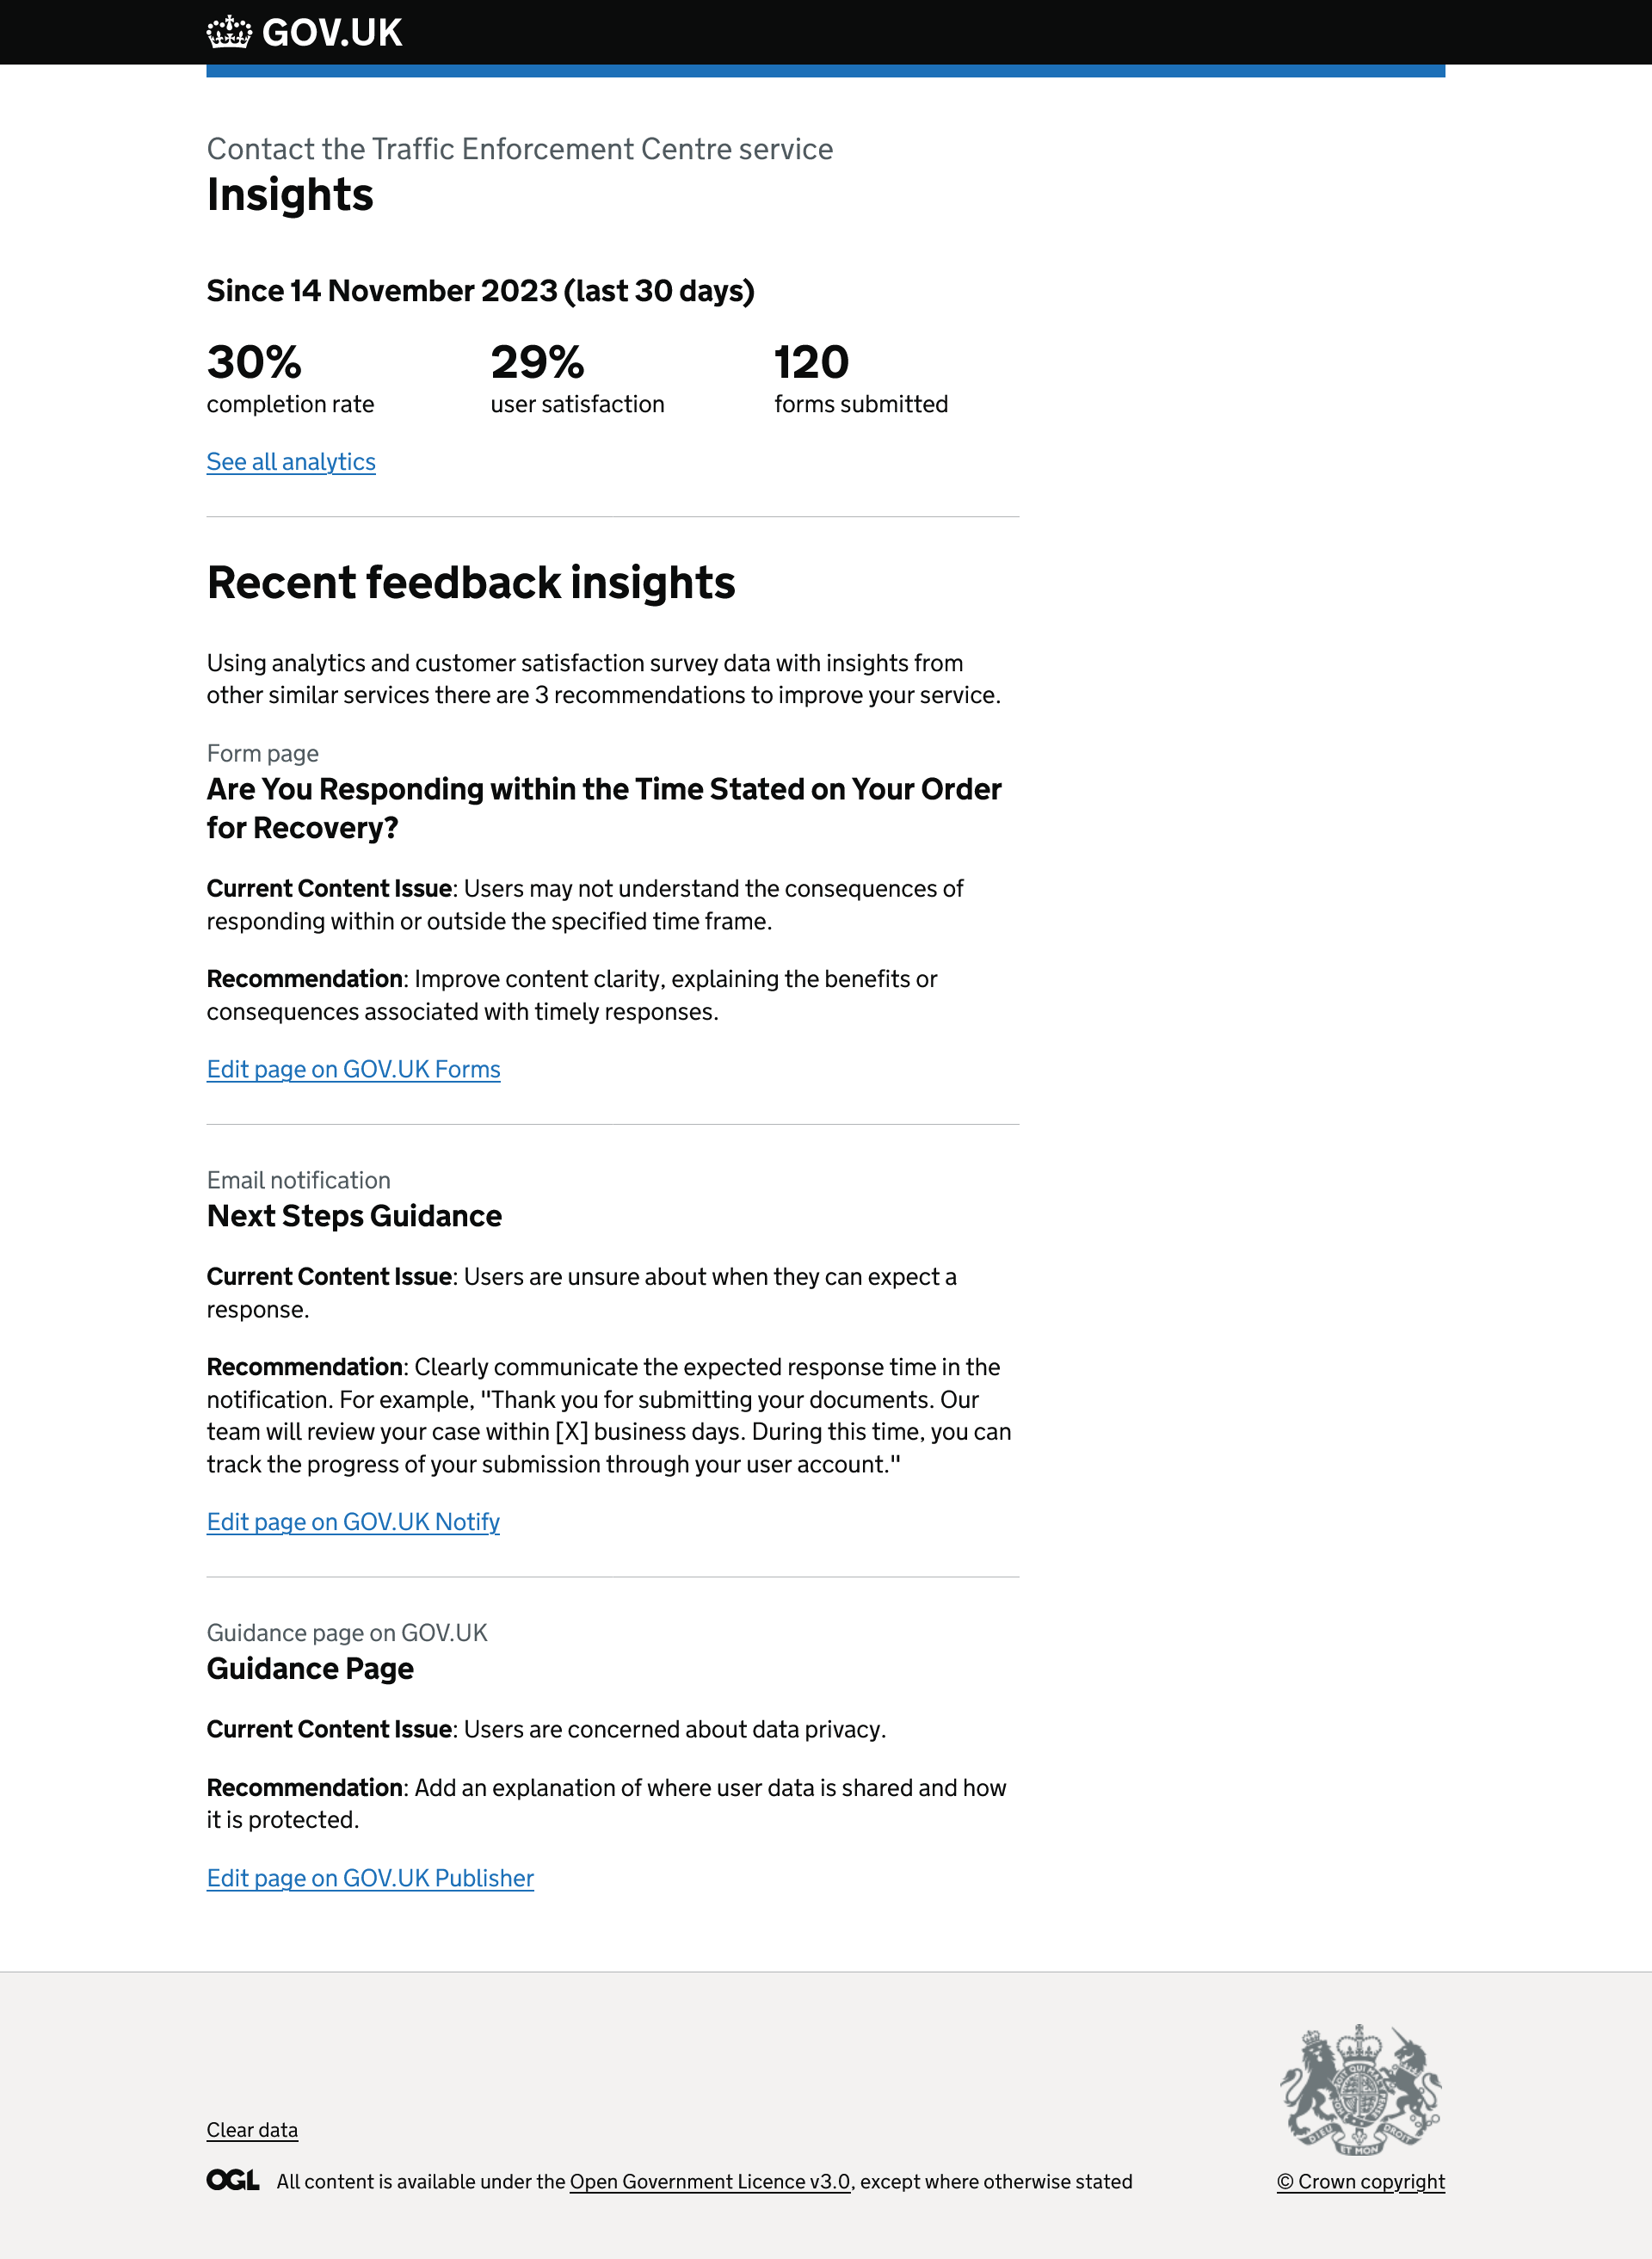 GOV.UK
Contact the Traffic Enforcement Centre service
Insights
Since 14 November 2023 (last 30 days)
30% 29% 120
completion rate user satisfaction forms submitted
See all analytics
Recent feedback insights
Using analytics and customer satisfaction survey data with insights from
other similar services there are 3 recommendations to improve your service.
Form page
Are You Responding within the Time Stated on Your Order
for Recovery?
Current Content Issue: Users may not understand the consequences of
responding within or outside the specified time frame.
Recommendation: Improve content clarity, explaining the benefits or
consequences associated with timely responses.
Edit page on GOV.UK Forms
Email notification
Next Steps Guidance
Current Content Issue: Users are unsure about when they can expect a
response.
Recommendation: Clearly communicate the expected response time in the
notification. For example, "Thank you for submitting your documents. Our
team will review your case within [X] business days. During this time, you can
track the progress of your submission through your user account."
Edit page on GOV.UK Notify
Guidance page on GOV.UK
Guidance Page
Current Content Issue: Users are concerned about data privacy.
Recommendation: Add an explanation of where user data is shared and how
it is protected.
Edit page on GOV.UK Publisher
Clear data
DIEU ET MON DROIT
OGL All content is available under the Open Government Licence v3.0, except where otherwise stated
© Crown copyright